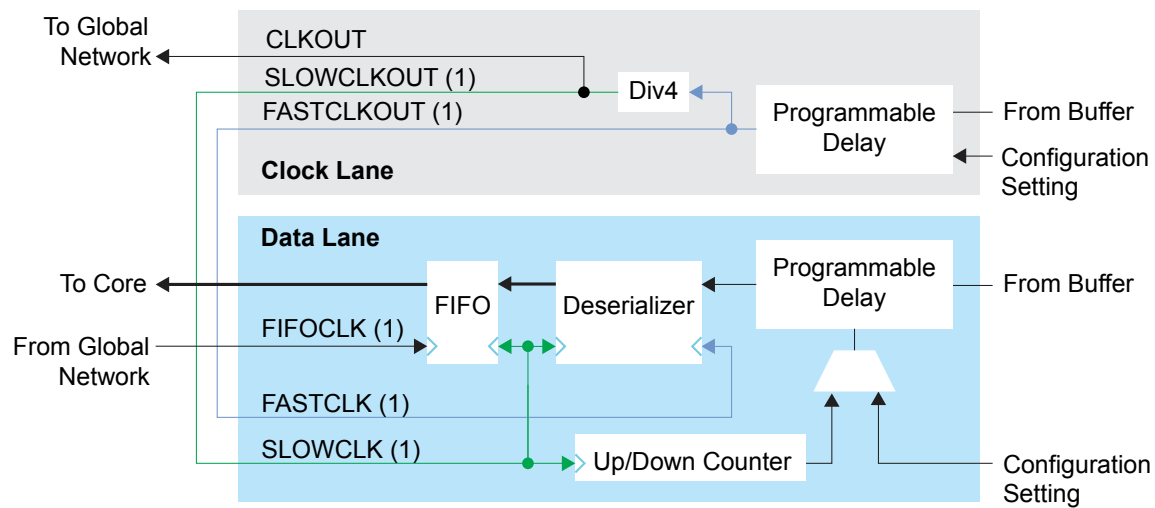 To Global
Network
CLKOUT
SLOWCLKOUT (1)
FASTCLKOUT (1)
Div4
Programmable
Delay
From Buffer
Configuration
Setting
Clock Lane
Data Lane
To Core
FIFO
Deserializer
Programmable
Delay
From Buffer
FIFOCLK (1)
From Global
Network
FASTCLK (1)
SLOWCLK (1)
Up/Down Counter
Configuration
Setting